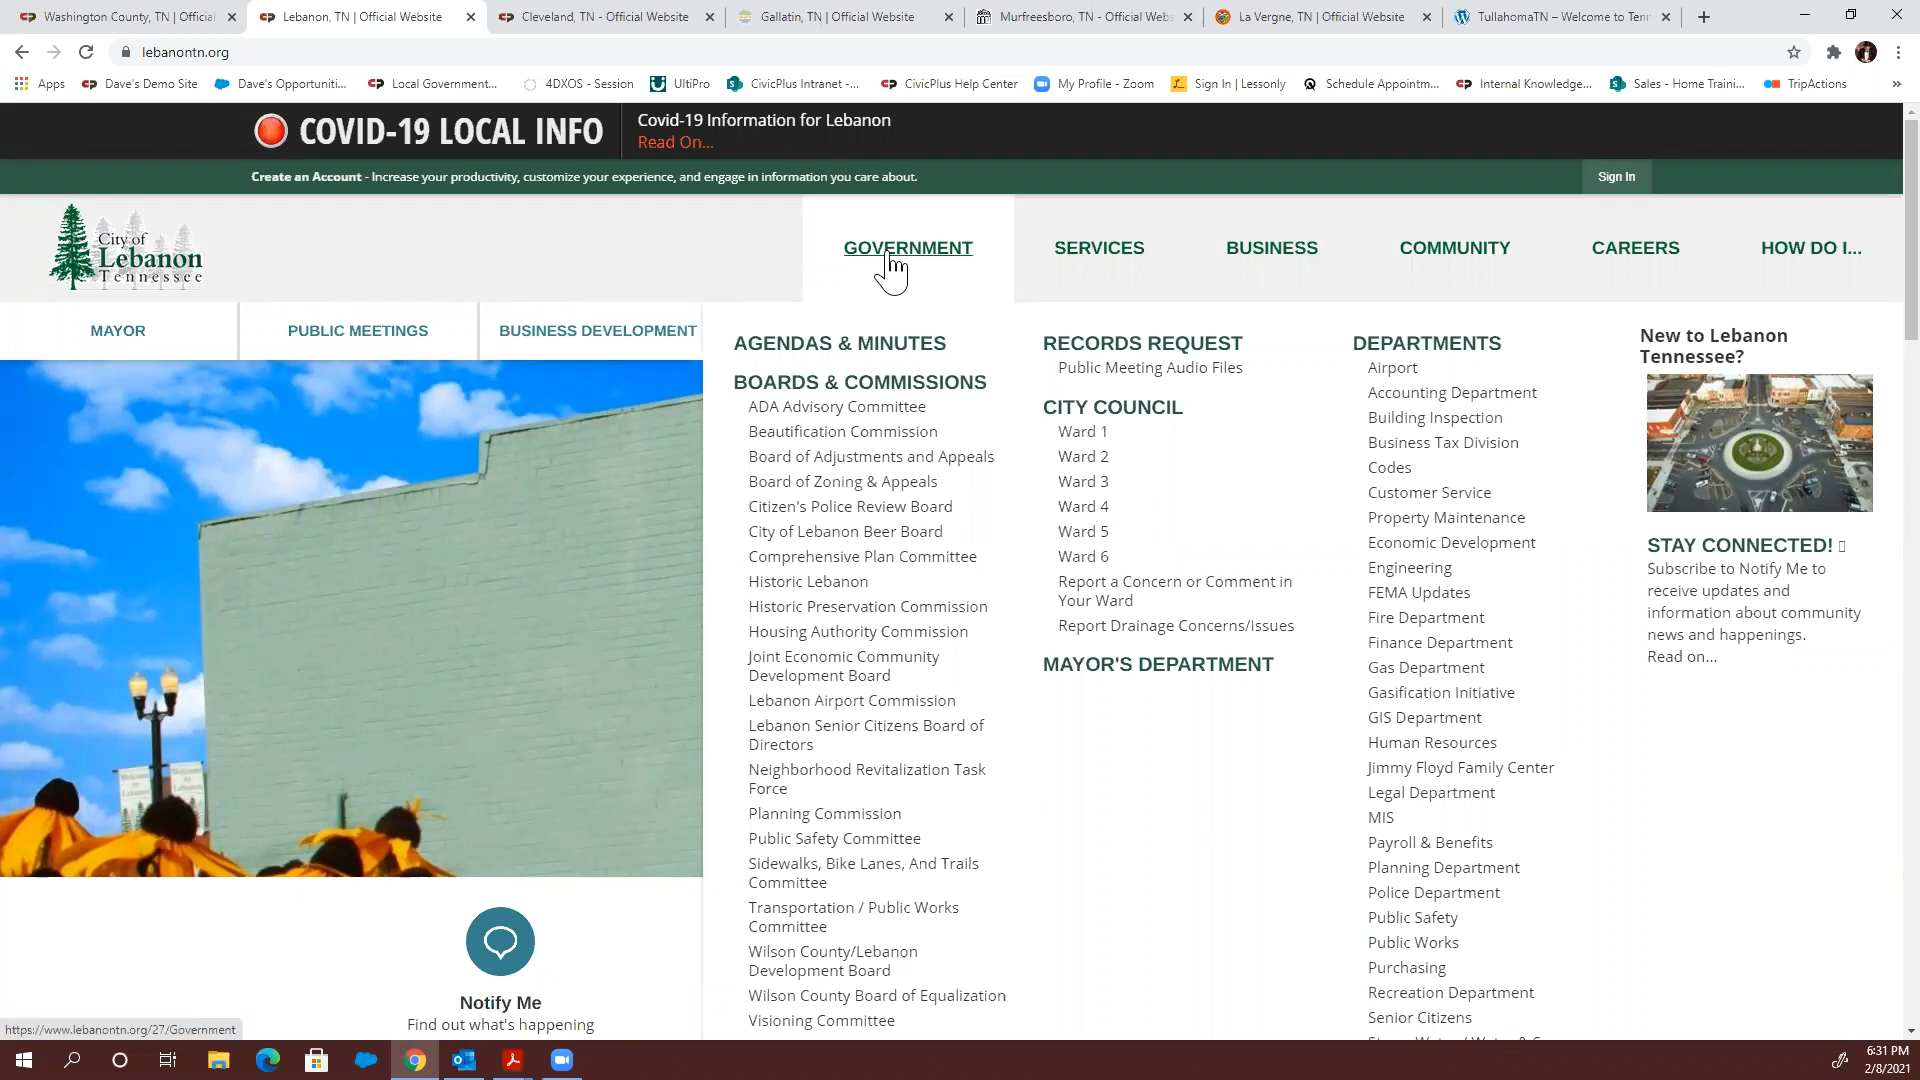 Washington County, TN | Official
Lebanon, TN | Official Website
Cleveland, TN - Official Website
Gallatin, TN | Official Website
Murfreesboro, TN - Official Webs
La Vergne, TN | Official Website
TullahomaTN – Welcome to Tenn
lebanontn.org
Apps
Dave's Demo Site
Dave's Opportuniti...
Local Government...
4DXOS - Session
UltiPro
CivicPlus Intranet -...
CivicPlus Help Center
My Profile - Zoom
Sign In | Lessonly
Schedule Appointm...
Internal Knowledge...
Sales - Home Traini...
TripActions
»
COVID-19 LOCAL INFO
Covid-19 Information for Lebanon
Read On...
Create an Account - Increase your productivity, customize your experience, and engage in information you care about.
Sign In
City of
Lebanon
Tennessee
GOVERNMENT
SERVICES
BUSINESS
COMMUNITY
CAREERS
HOW DO I...
MAYOR
PUBLIC MEETINGS
BUSINESS DEVELOPMENT
AGENDAS & MINUTES
BOARDS & COMMISSIONS
ADA Advisory Committee
Beautification Commission
Board of Adjustments and Appeals
Board of Zoning & Appeals
Citizen's Police Review Board
City of Lebanon Beer Board
Comprehensive Plan Committee
Historic Lebanon
Historic Preservation Commission
Housing Authority Commission
Joint Economic Community
Development Board
Lebanon Airport Commission
Lebanon Senior Citizens Board of
Directors
Neighborhood Revitalization Task
Force
Planning Commission
Public Safety Committee
Sidewalks, Bike Lanes, And Trails
Committee
Transportation / Public Works
Committee
Wilson County/Lebanon
Development Board
Wilson County Board of Equalization
Visioning Committee
RECORDS REQUEST
Public Meeting Audio Files
CITY COUNCIL
Ward 1
Ward 2
Ward 3
Ward 4
Ward 5
Ward 6
Report a Concern or Comment in
Your Ward
Report Drainage Concerns/Issues
MAYOR'S DEPARTMENT
DEPARTMENTS
Airport
Accounting Department
Building Inspection
Business Tax Division
Codes
Customer Service
Property Maintenance
Economic Development
Engineering
FEMA Updates
Fire Department
Finance Department
Gas Department
Gasification Initiative
GIS Department
Human Resources
Jimmy Floyd Family Center
Legal Department
MIS
Payroll & Benefits
Planning Department
Police Department
Public Safety
Public Works
Purchasing
Recreation Department
Senior Citizens
New to Lebanon
Tennessee?
STAY CONNECTED!
Subscribe to Notify Me to
receive updates and
information about community
news and happenings.
Read on...
Notify Me
Find out what's happening
https://www.lebanontn.org/27/Government
6:31 PM
2/8/2021